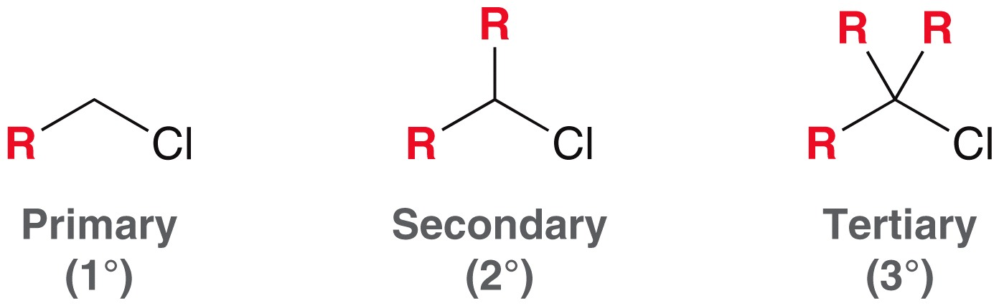 R
R R
R Cl
R Cl
R Cl
Primary
(1°)
Secondary
(2°)
Tertiary
(3°)